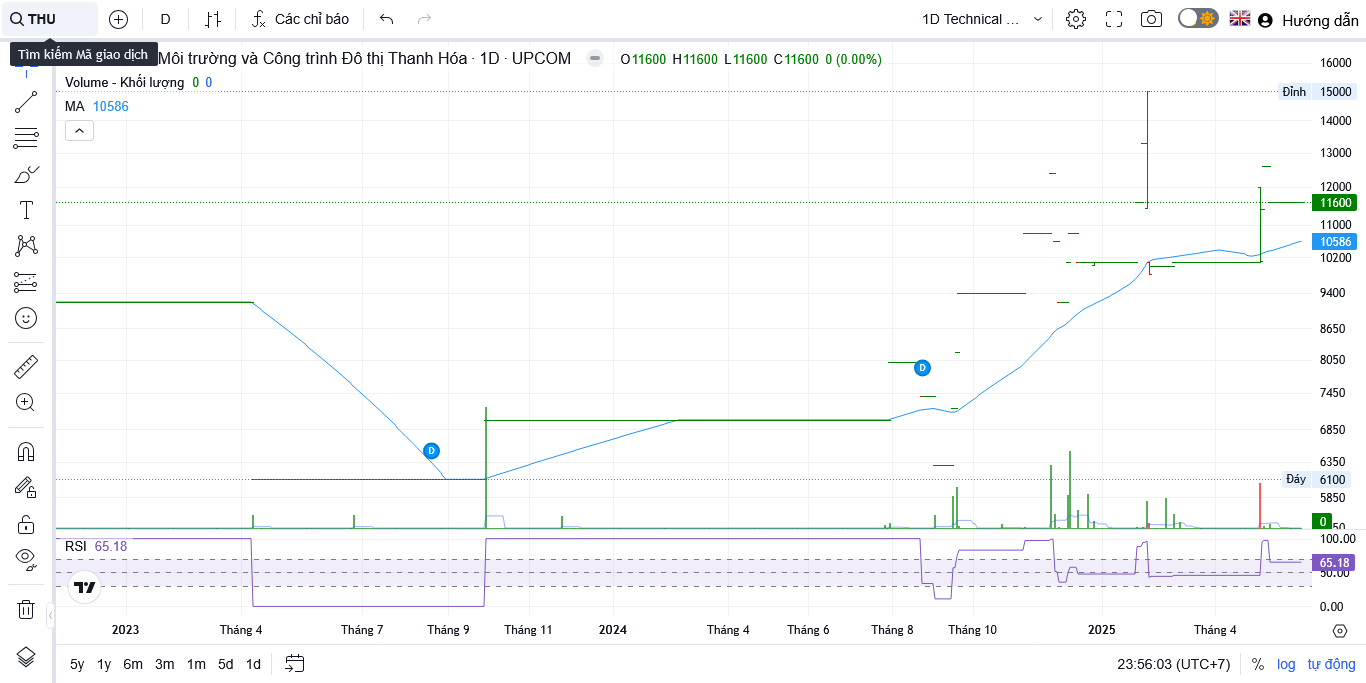 THU D Các chỉ báo 1D Technical ... Hướng dẫn
Tìm kiếm Mã giao dịch
Môi trường và Công trình Đô thị Thanh Hóa · 1D · UPCOM O11600 H11600 L11600 C11600 0 (0.00%)
Volume - Khối lượng 0 0
MA 10586
16000
Đỉnh 15000
14000
13000
12000
11600
11000
10586
10200
9400
8650
8050
7450
6850
6350
Đáy 6100
5850
0
50
D
D
RSI 65.18
100.00
65.18
50.00
0.00
2023 Tháng 4 Tháng 7 Tháng 9 Tháng 11 2024 Tháng 4 Tháng 6 Tháng 8 Tháng 10 2025 Tháng 4
5y 1y 6m 3m 1m 5d 1d 23:56:03 (UTC+7) % log tự động